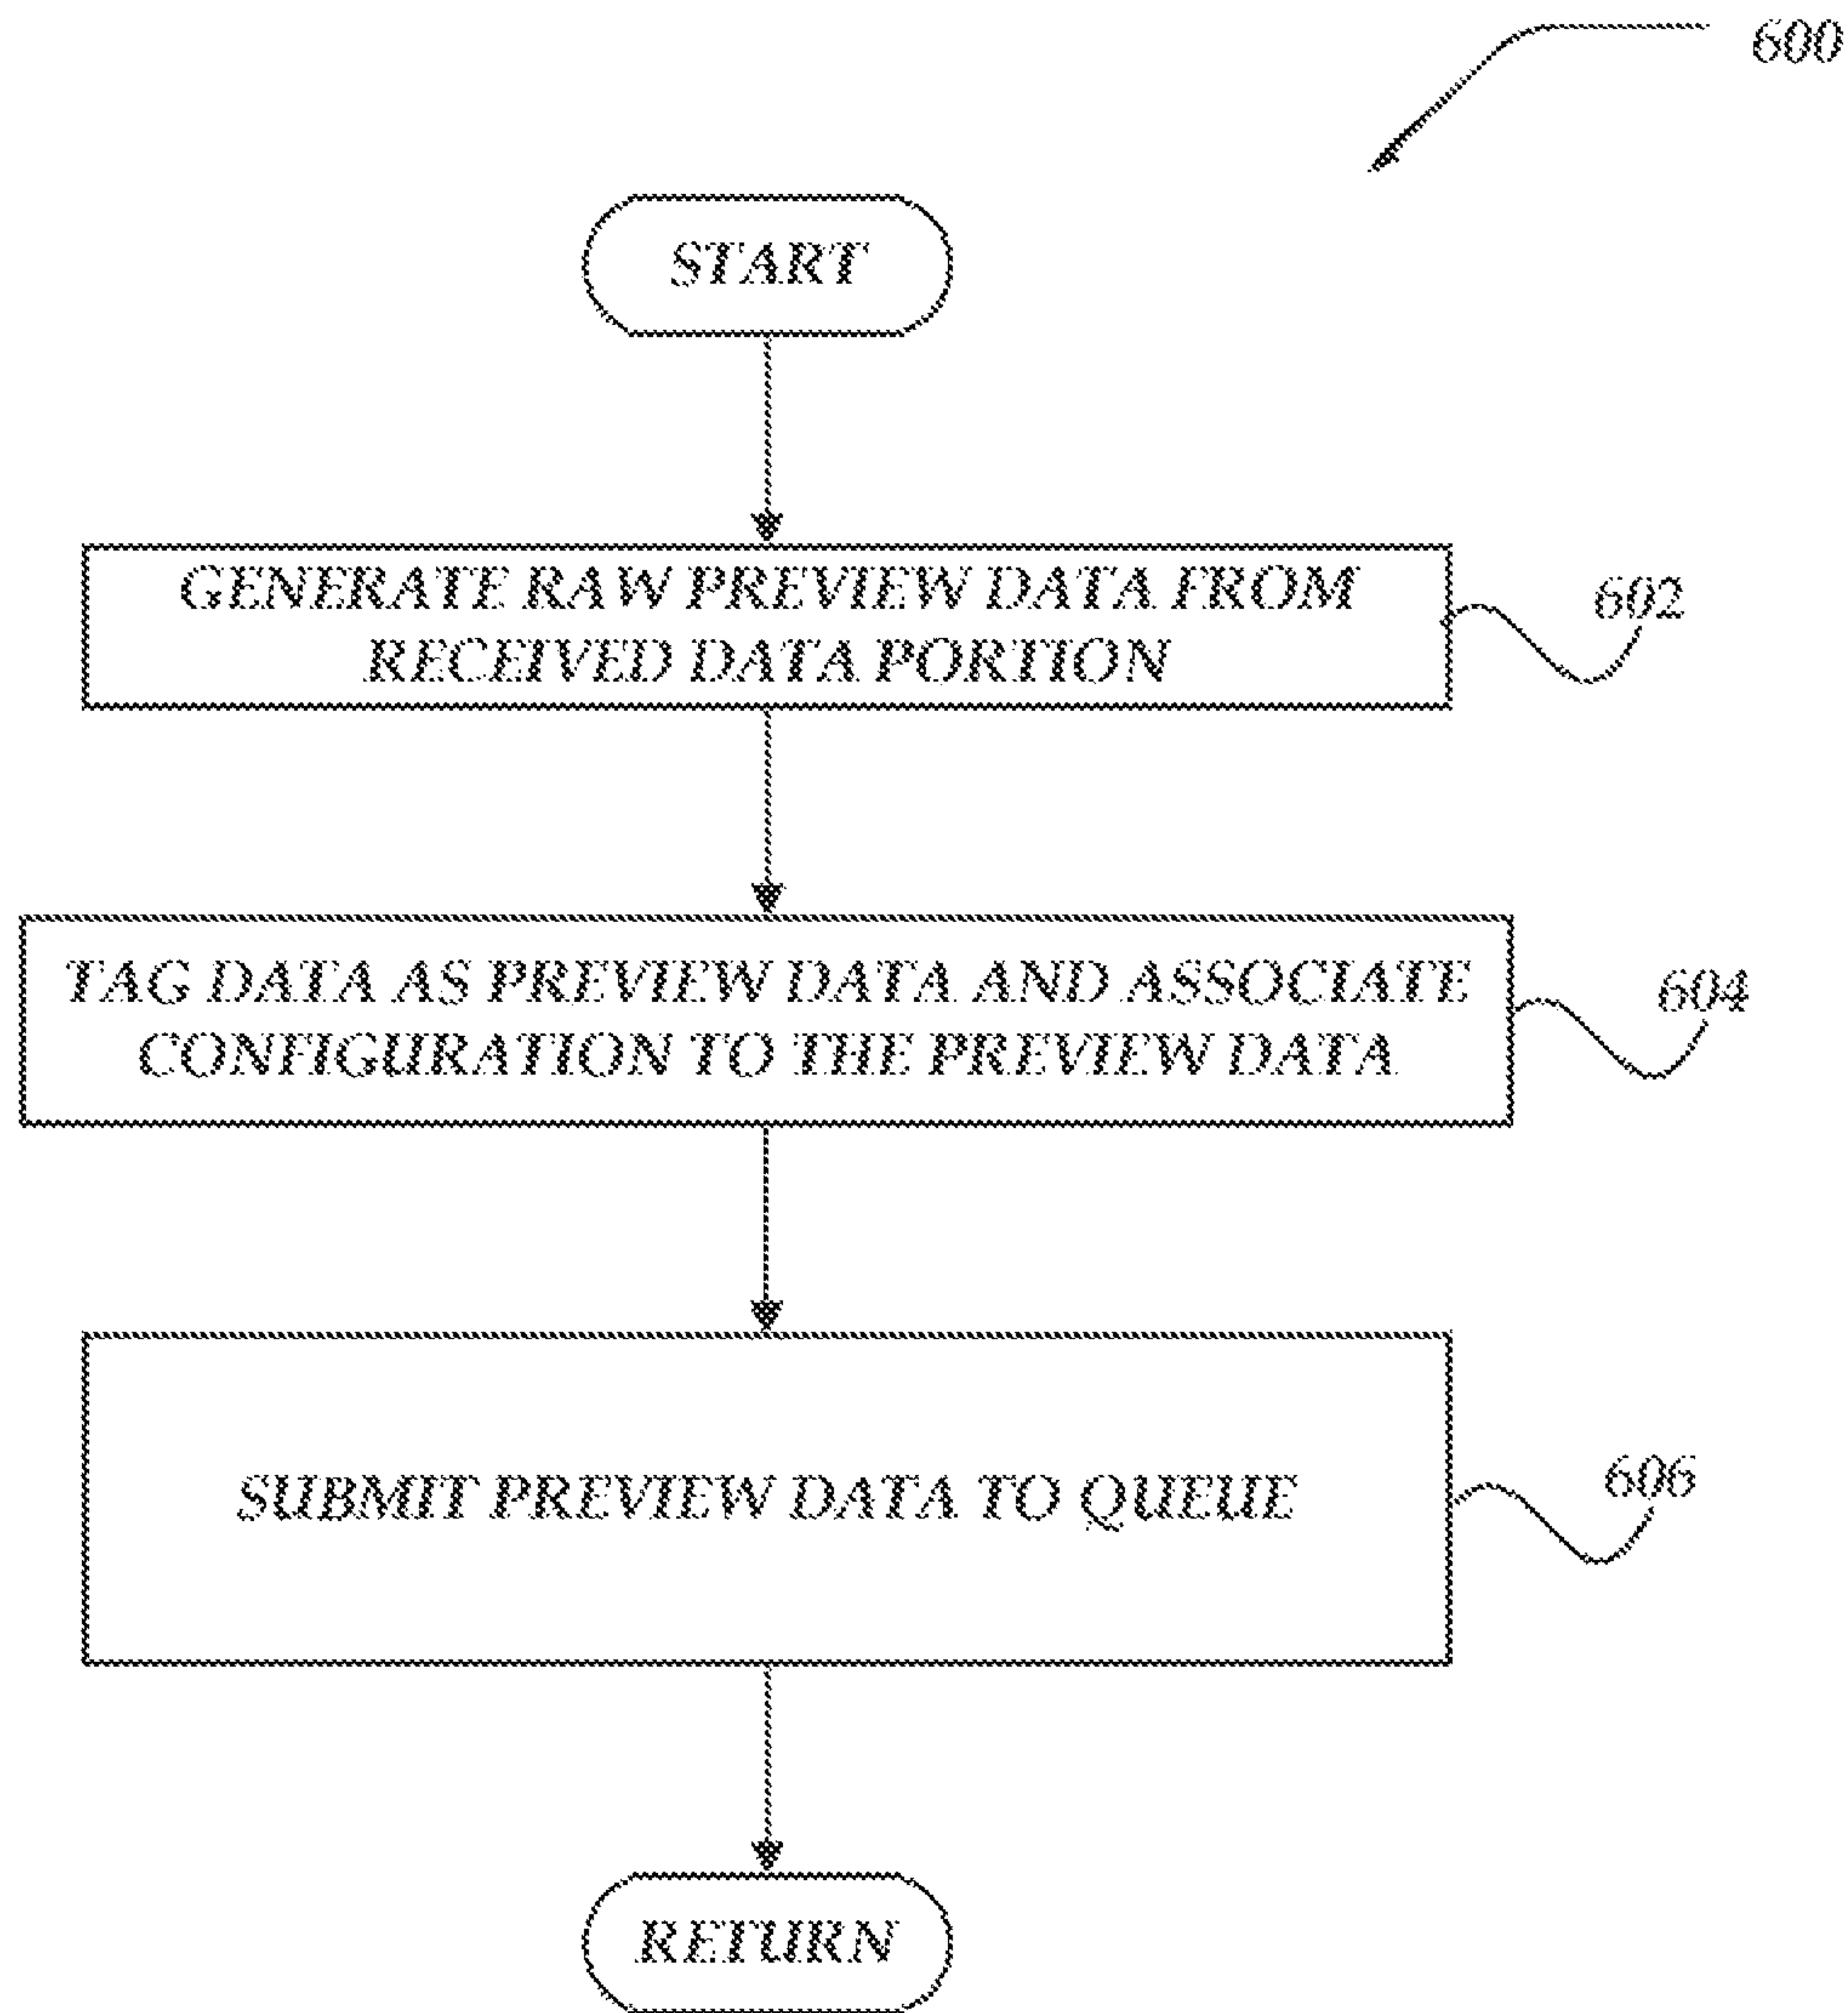 600
START
GENERATE RAW PREVIEW DATA FROM
RECEIVED DATA PORTION
602
TAG DATA AS PREVIEW DATA AND ASSOCIATE
CONFIGURATION TO THE PREVIEW DATA
604
SUBMIT PREVIEW DATA TO QUEUE
606
RETURN